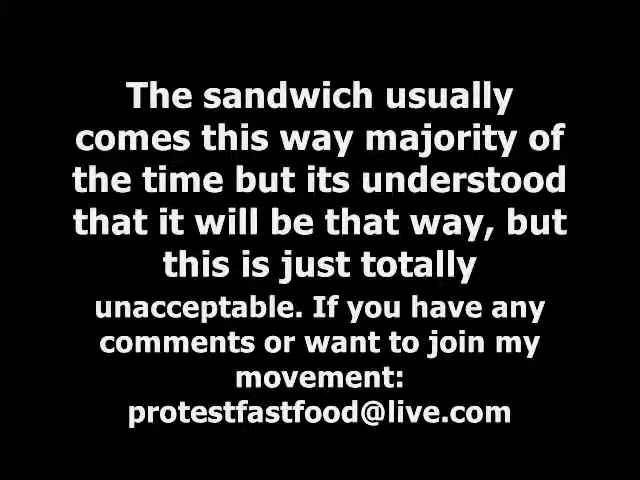 The sandwich usually
comes this way majority of
the time but its understood
that it will be that way, but
this is just totally
unacceptable. If you have any
comments or want to join my
movement:
protestfastfood@live.com